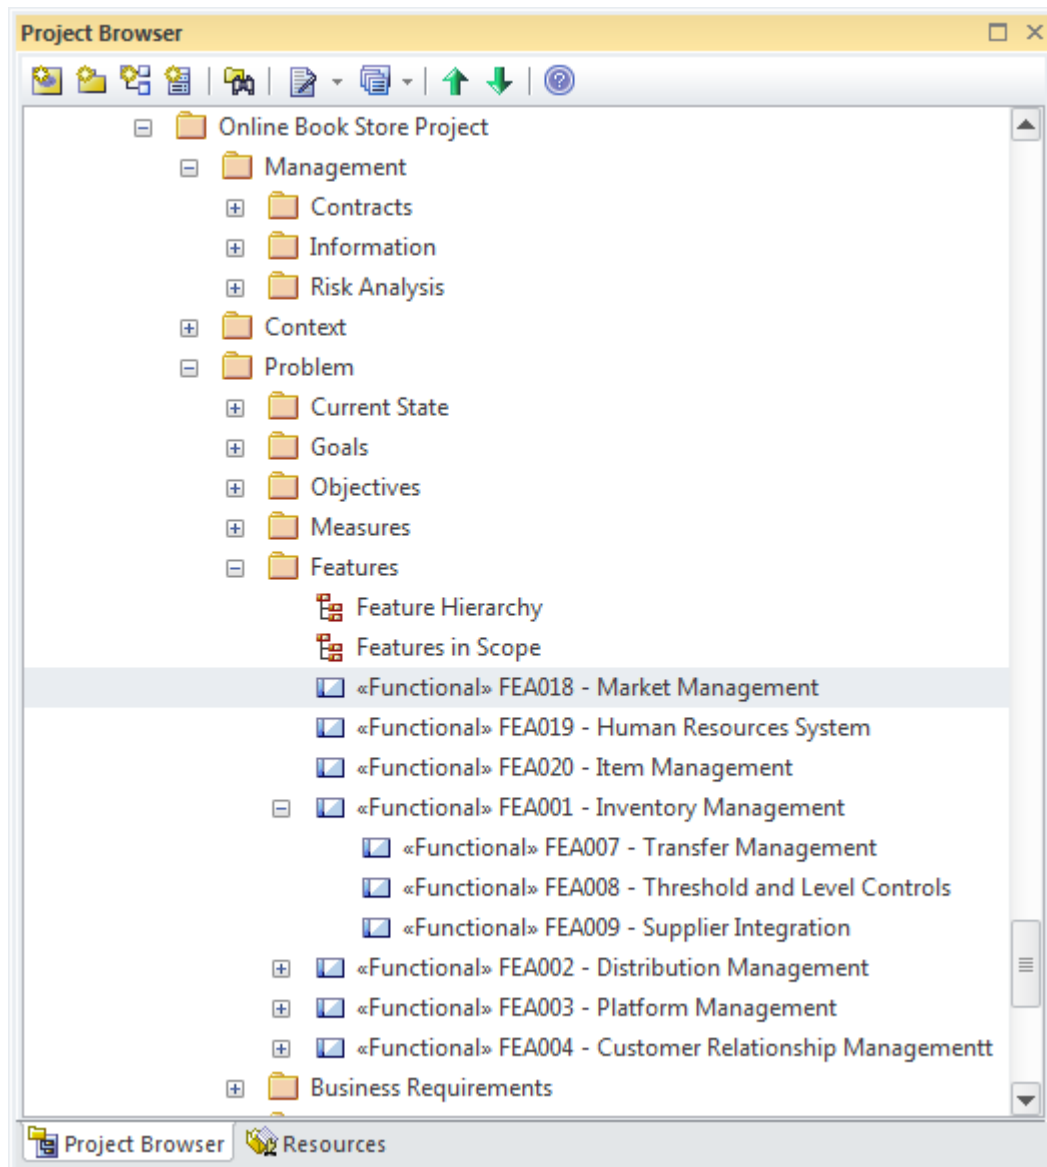 Project Browser
Online Book Store Project
Management
Contracts
Information
Risk Analysis
Context
Problem
Current State
Goals
Objectives
Measures
Features
Feature Hierarchy
Features in Scope
«Functional» FEA018 - Market Management
«Functional» FEA019 - Human Resources System
«Functional» FEA020 - Item Management
«Functional» FEA001 - Inventory Management
«Functional» FEA007 - Transfer Management
«Functional» FEA008 - Threshold and Level Controls
«Functional» FEA009 - Supplier Integration
«Functional» FEA002 - Distribution Management
«Functional» FEA003 - Platform Management
«Functional» FEA004 - Customer Relationship Managementt
Business Requirements
Project Browser Resources